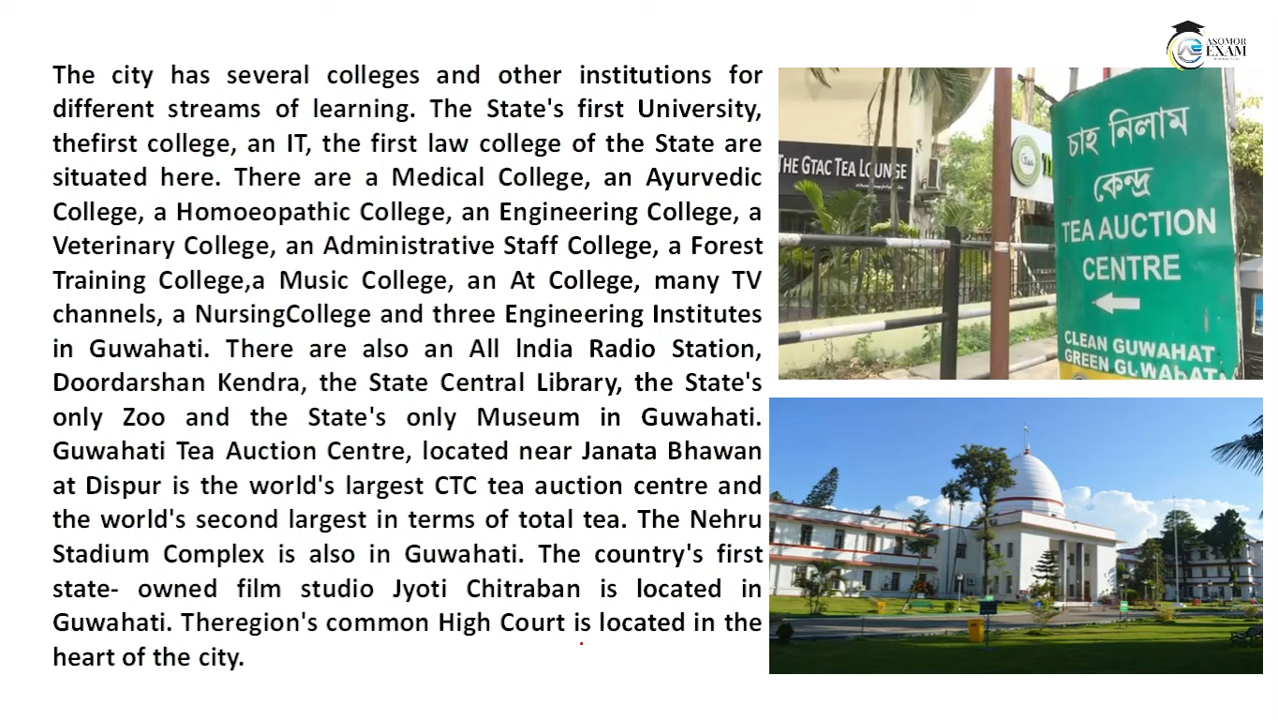 The city has several colleges and other institutions for
different streams of learning. The State's first University,
thefirst college, an IT, the first law college of the State are
situated here. There are a Medical College, an Ayurvedic
College, a Homoeopathic College, an Engineering College, a
Veterinary College, an Administrative Staff College, a Forest
Training College,a Music College, an At College, many TV
channels, a NursingCollege and three Engineering Institutes
in Guwahati. There are also an All lndia Radio Station,
Doordarshan Kendra, the State Central Library, the State's
only Zoo and the State's only Museum in Guwahati.
Guwahati Tea Auction Centre, located near Janata Bhawan
at Dispur is the world's largest CTC tea auction centre and
the world's second largest in terms of total tea. The Nehru
Stadium Complex is also in Guwahati. The country's first
state- owned film studio Jyoti Chitraban is located in
Guwahati. Theregion's common High Court is located in the
heart of the city.
ASOMOR
EXAM
THE GTAC TEA LOUNGE
চাহ নিলাম
কেন্দ্ৰ
TEA AUCTION
CENTRE
CLEAN GUWAHAT
GREEN GUWAHAT